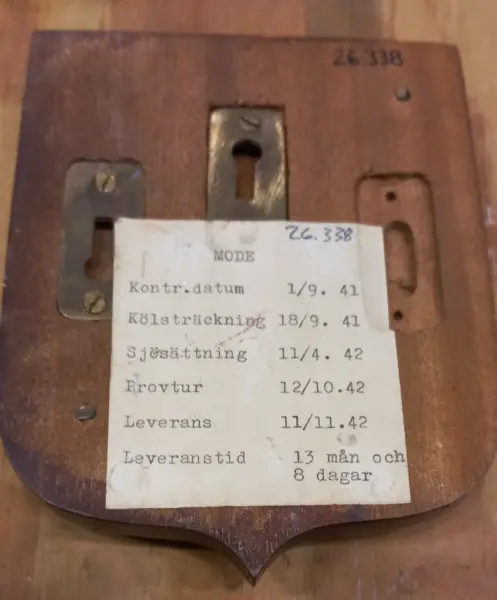 26 338
26.338
MODE
Kontr.datum 1/9. 41
Kölsträckning 18/9. 41
Sjösättning 11/4. 42
Provtur 12/10.42
Leverans 11/11.42
Leveranstid 13 mån och
8 dagar